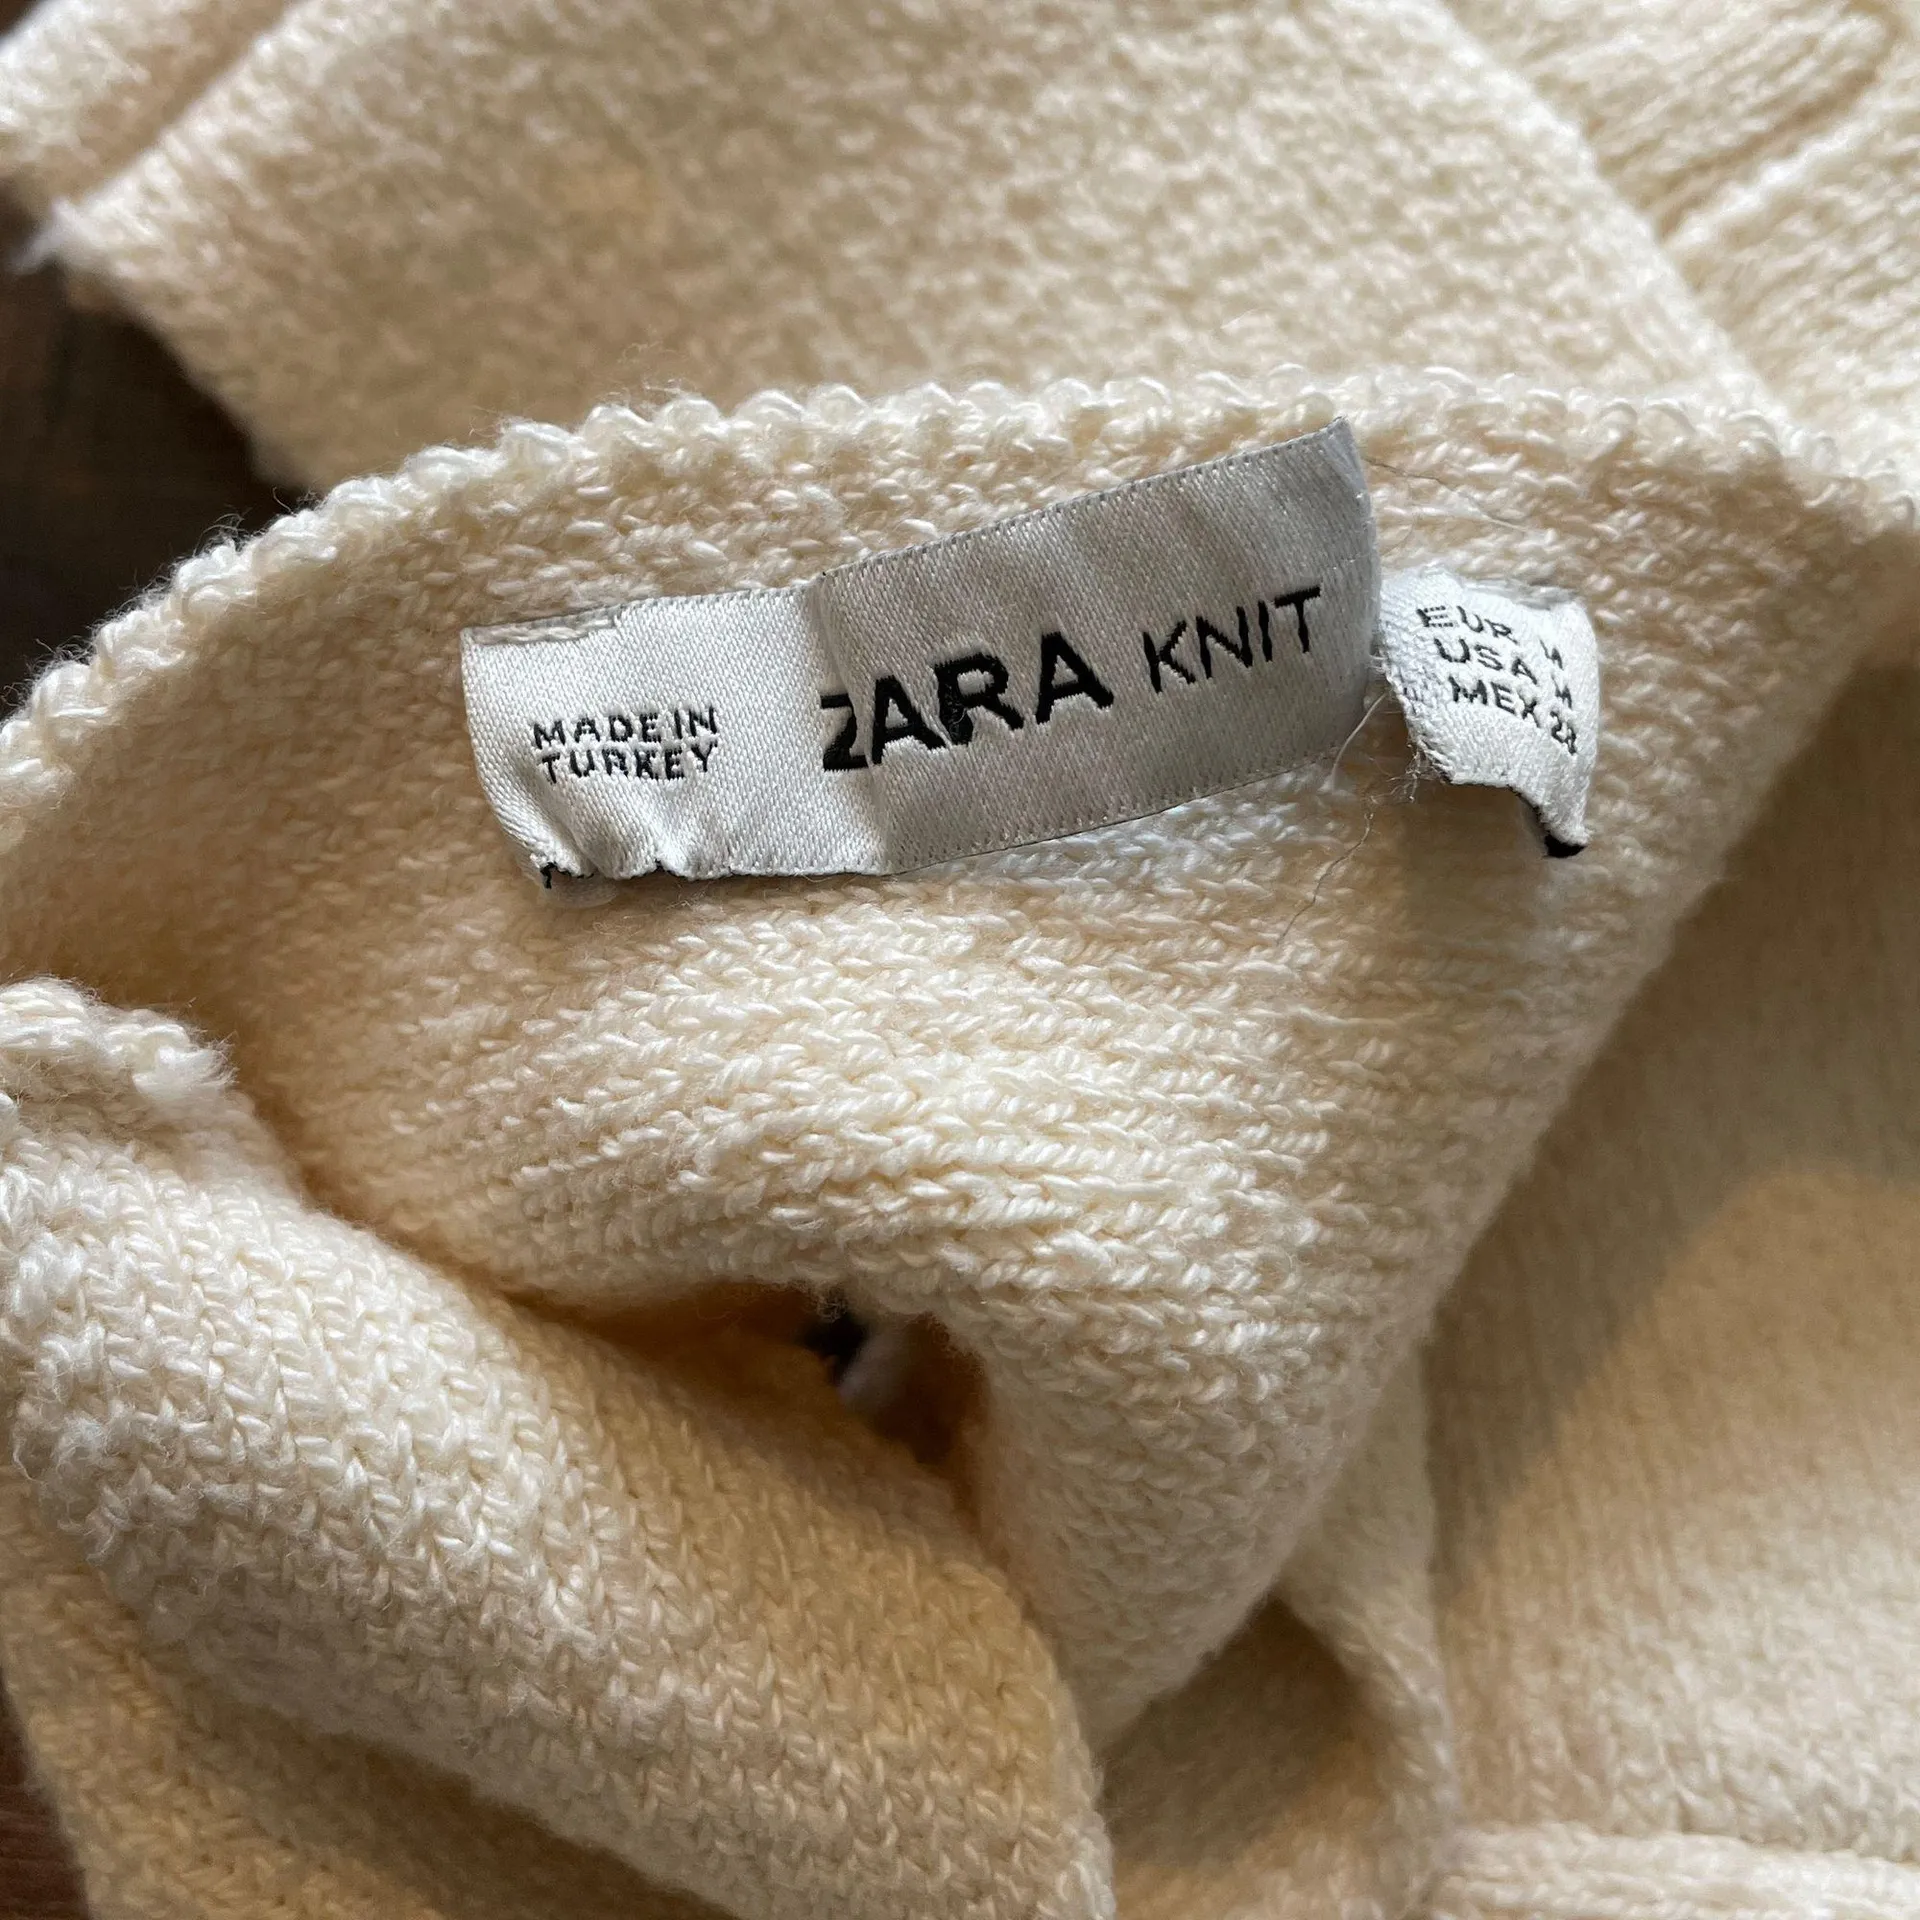 MADE IN
TURKEY
ZARA KNIT
EUR M
USA M
MEX 28